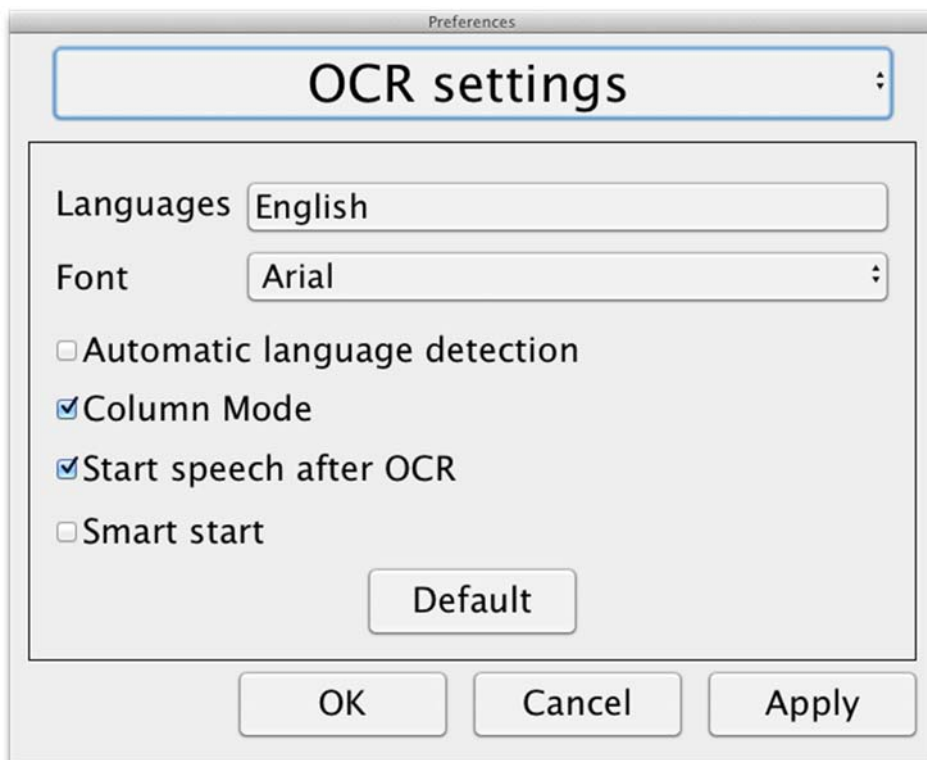 Preferences
OCR settings
Languages English
Font Arial
Automatic language detection
Column Mode
Start speech after OCR
Smart start
Default
OK Cancel Apply